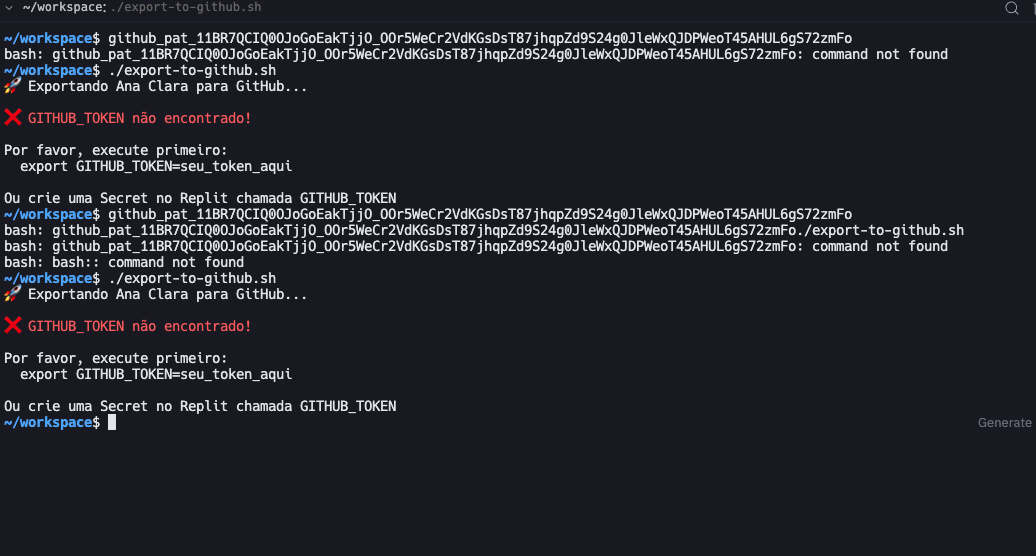 ~/workspace: ./export-to-github.sh
~/workspace$ 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
bash: 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: command not found
~/workspace$ ./export-to-github.sh
🚀 Exportando Ana Clara para GitHub...
❌ GITHUB_TOKEN não encontrado!
Por favor, execute primeiro:
export GITHUB_TOKEN=seu_token_aqui
Ou crie uma Secret no Replit chamada GITHUB_TOKEN
~/workspace$ 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
bash: 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./export-to-github.sh
bash: 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: command not found
bash: bash:: command not found
~/workspace$ ./export-to-github.sh
🚀 Exportando Ana Clara para GitHub...
❌ GITHUB_TOKEN não encontrado!
Por favor, execute primeiro:
export GITHUB_TOKEN=seu_token_aqui
Ou crie uma Secret no Replit chamada GITHUB_TOKEN
~/workspace$
Generate